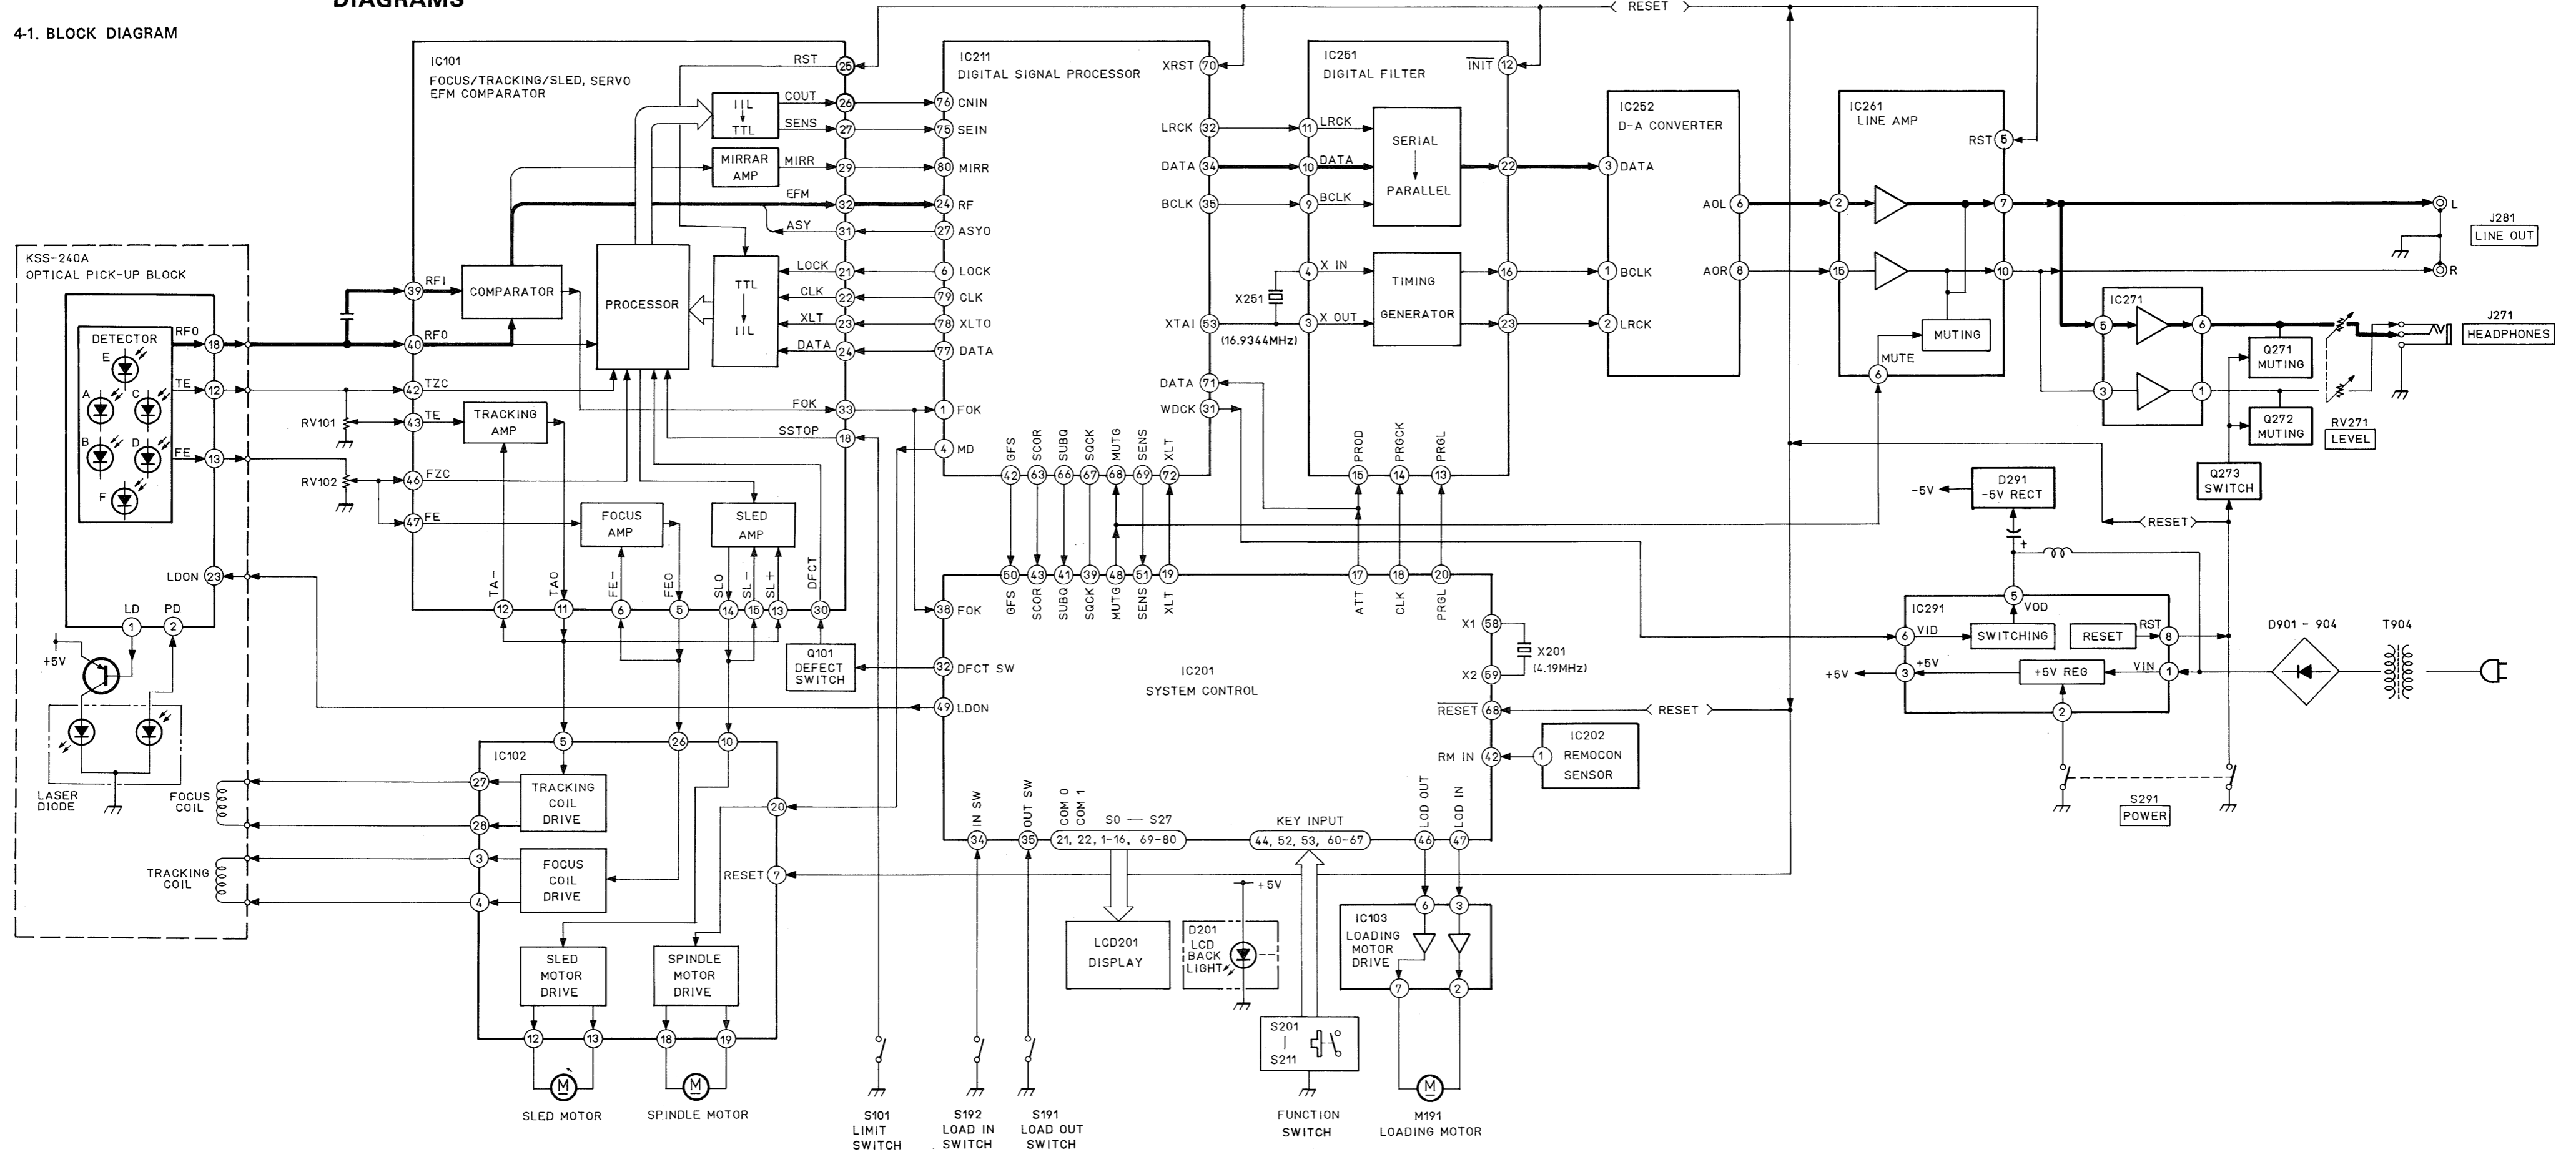 DIAGRAMS
4-1. BLOCK DIAGRAM
KSS-240A
OPTICAL PICK-UP BLOCK
DETECTOR
E
A
C
B
D
F
RFO
18
TE
12
FE
13
LDON
23
LD
PD
1
2
+5V
LASER
DIODE
FOCUS
COIL
TRACKING
COIL
RV101
RV102
IC101
FOCUS/TRACKING/SLED, SERVO
EFM COMPARATOR
RST
25
IIL
TTL
COUT
26
SENS
27
MIRRAR
AMP
MIRR
29
EFM
32
ASY
31
39
RFI
COMPARATOR
40
RFO
PROCESSOR
TTL
IIL
LOCK
21
CLK
22
XLT
23
DATA
24
42
TZC
43
TE
TRACKING
AMP
FOK
33
SSTOP
18
46
FZC
47
FE
FOCUS
AMP
SLED
AMP
TA-
TAO
FE-
FEO
SLO
SL-
SL+
DFCT
12
11
6
5
14
15
13
30
Q101
DEFECT
SWITCH
IC102
5
26
10
27
28
TRACKING
COIL
DRIVE
20
3
4
FOCUS
COIL
DRIVE
RESET
7
SLED
MOTOR
DRIVE
SPINDLE
MOTOR
DRIVE
12
13
18
19
M
M
SLED MOTOR
SPINDLE MOTOR
S101
LIMIT
SWITCH
S192
LOAD IN
SWITCH
S191
LOAD OUT
SWITCH
IC211
DIGITAL SIGNAL PROCESSOR
XRST
70
76
CNIN
75
SEIN
80
MIRR
24
RF
27
ASYO
6
LOCK
79
CLK
78
XLTO
77
DATA
1
FOK
4
MD
LRCK
32
DATA
34
BCLK
35
XTAI
53
DATA
71
WDCK
31
GFS
SCOR
SUBQ
SQCK
MUTG
SENS
XLT
42
63
66
67
68
69
72
X251
(16.9344MHz)
IC251
DIGITAL FILTER
INIT
12
11
LRCK
10
DATA
9
BCLK
SERIAL
PARALLEL
22
4
X IN
3
X OUT
TIMING
GENERATOR
16
23
PROD
PRGCK
PRGL
15
14
13
IC252
D-A CONVERTER
3
DATA
AOL
6
1
BCLK
AOR
8
2
LRCK
IC261
LINE AMP
RST
5
2
7
15
10
MUTING
MUTE
6
RESET
L
R
J281
LINE OUT
IC271
5
6
3
1
Q271
MUTING
Q272
MUTING
RV271
LEVEL
J271
HEADPHONES
Q273
SWITCH
RESET
D291
-5V RECT
-5V
+
IC291
5
VOD
6
VID
SWITCHING
RESET
RST
8
+5V
3
+5V
+5V REG
VIN
1
2
D901 - 904
T904
S291
POWER
IC201
SYSTEM CONTROL
50
43
41
39
48
51
19
17
18
20
GFS
SCOR
SUBQ
SQCK
MUTG
SENS
XLT
ATT
CLK
PRGL
38
FOK
32
DFCT SW
49
LDON
X1
58
X2
59
X201
(4.19MHz)
RESET
68
RESET
RM IN
42
1
IC202
REMOCON
SENSOR
IN SW
OUT SW
COM 0
COM 1
S0 — S27
KEY INPUT
LOD OUT
LOD IN
34
35
21, 22, 1-16, 69-80
44, 52, 53, 60-67
46
47
LCD201
DISPLAY
+5V
D201
LCD
BACK
LIGHT
S201
S211
FUNCTION
SWITCH
IC103
LOADING
MOTOR
DRIVE
6
3
7
2
M
M191
LOADING MOTOR